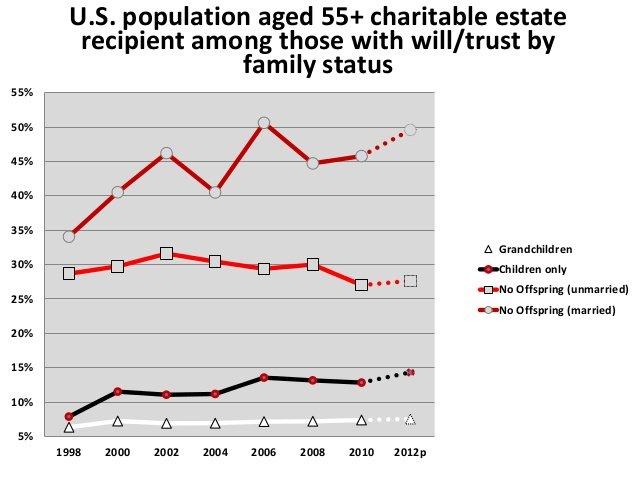 U.S. population aged 55+ charitable estate
recipient among those with will/trust by
family status
55%
50%
45%
40%
35%
30%
25%
20%
15%
10%
5%
1998 2000 2002 2004 2006 2008 2010 2012p
Grandchildren
Children only
No Offspring (unmarried)
No Offspring (married)